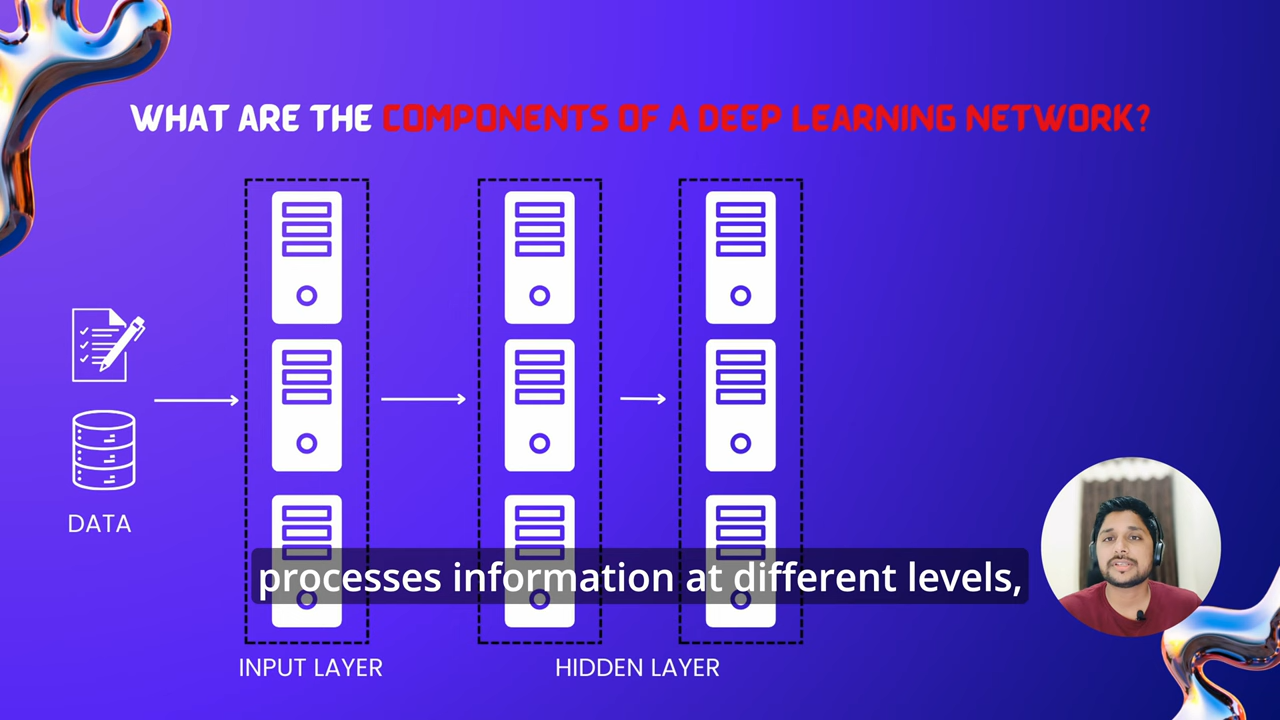 WHAT ARE THE COMPONENTS OF A DEEP LEARNING NETWORK?
DATA
processes information at different levels,
INPUT LAYER
HIDDEN LAYER